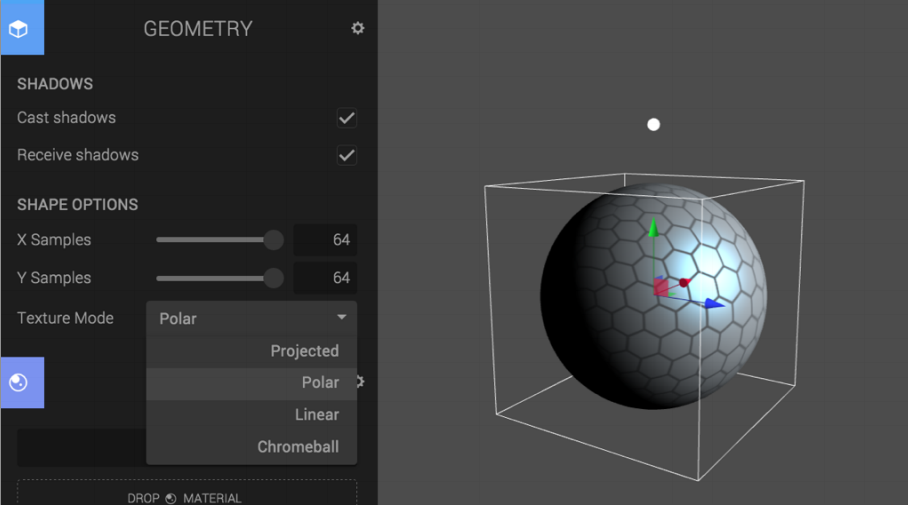 GEOMETRY
SHADOWS
Cast shadows
Receive shadows
SHAPE OPTIONS
X Samples 64
Y Samples 64
Texture Mode Polar
Projected
Polar
Linear
Chromeball
DROP MATERIAL